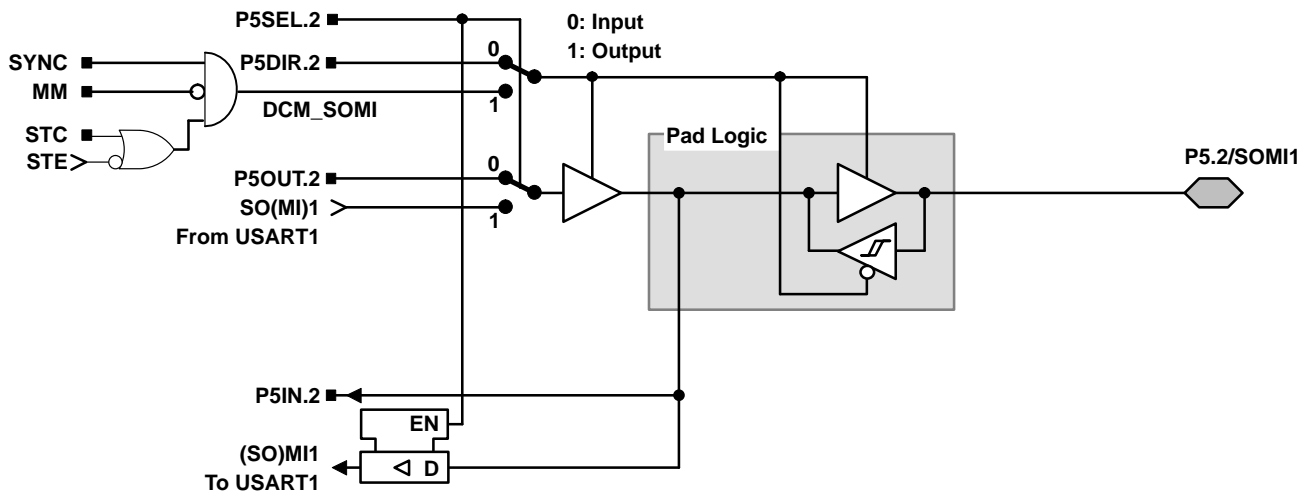 P5SEL.2
0: Input
1: Output
SYNC
MM
STC
STE
P5DIR.2
0
1
DCM_SOMI
Pad Logic
P5.2/SOMI1
P5OUT.2
0
SO(MI)1
1
From USART1
P5IN.2
EN
(SO)MI1
D
To USART1